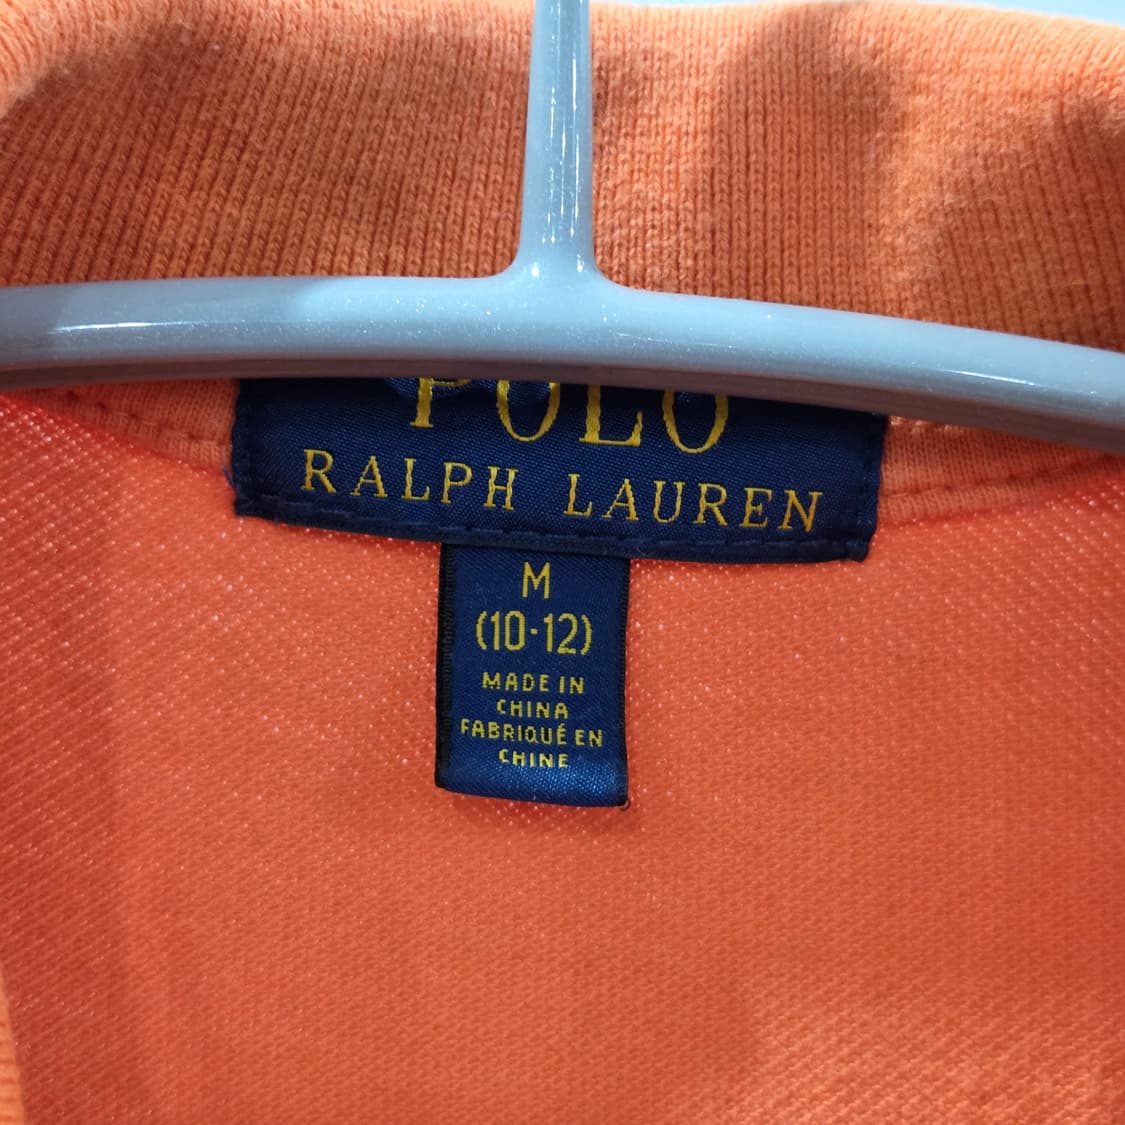 POLO
RALPH LAUREN
M
(10-12)
MADE IN
CHINA
FABRIQUÉ EN
CHINE